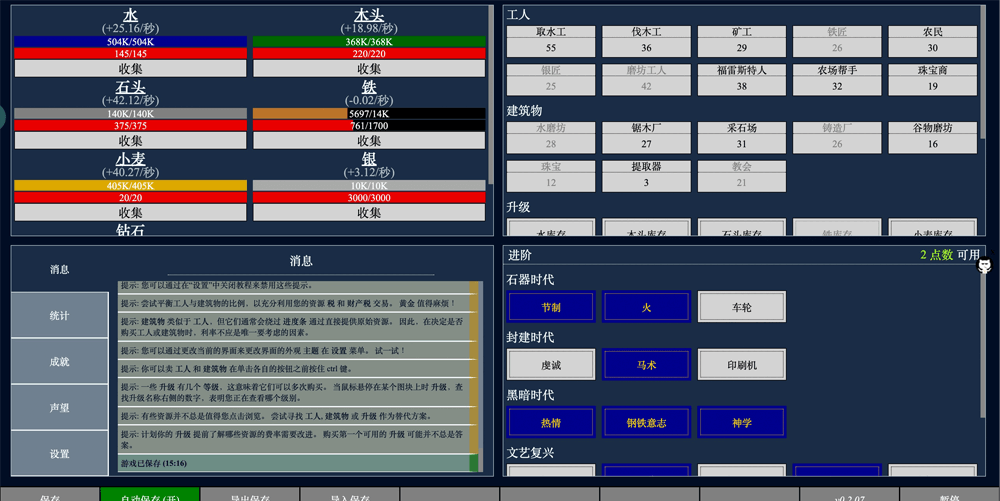 水
(+25.16/秒)
504K/504K
145/145
收集
木头
(+18.98/秒)
368K/368K
220/220
收集
石头
(+42.12/秒)
140K/140K
375/375
收集
铁
(-0.02/秒)
5697/14K
761/1700
收集
小麦
(+40.27/秒)
405K/405K
20/20
收集
银
(+3.12/秒)
10K/10K
3000/3000
收集
钻石
工人
取水工 伐木工 矿工 铁匠 农民
55 36 29 26 30
银匠 磨坊工人 福雷斯特人 农场帮手 珠宝商
25 42 38 32 19
建筑物
水磨坊 锯木厂 采石场 铸造厂 谷物磨坊
28 27 31 26 16
珠宝 提取器 教会
12 3 21
升级
水库存 木头库存 石头库存 铁库存 小麦库存
消息
统计
成就
声望
设置
消息
提示: 您可以通过在“设置”中关闭教程来禁用这些提示。
提示: 尝试平衡工人与建筑物的比例，以充分利用您的资源 税 和 财产税 交易。 黄金 值得麻烦！
提示: 建筑物 类似于 工人，但它们通常会绕过 进度条 通过直接提供原始资源。 因此，在决定是否
购买工人或建筑物时，利率不应是唯一要考虑的因素。
提示: 您可以通过更改当前的界面来更改界面的外观 主题 在 设置 菜单。 试一试！
提示: 你可以卖 工人 和 建筑物 在单击各自的按钮之前按住 ctrl 键。
提示: 一些 升级 有几个 等级，这意味着它们可以多次购买。 当鼠标悬停在某个图块上时 升级，查
找升级名称右侧的数字，表明您正在查看哪个级别。
提示: 有些资源并不总是值得您点击浏览。 尝试寻找 工人, 建筑物 或 升级 作为替代方案。
提示: 计划你的 升级 提前了解哪些资源的费率需要改进。 购买第一个可用的 升级 可能并不总是答
案。
游戏已保存 (15:16)
进阶
2 点数 可用
石器时代
节制 火 车轮
封建时代
虔诚 马术 印刷机
黑暗时代
热情 钢铁意志 神学
文艺复兴
保存 自动保存 (开) 导出保存 导入保存 v0.2.07 暂停